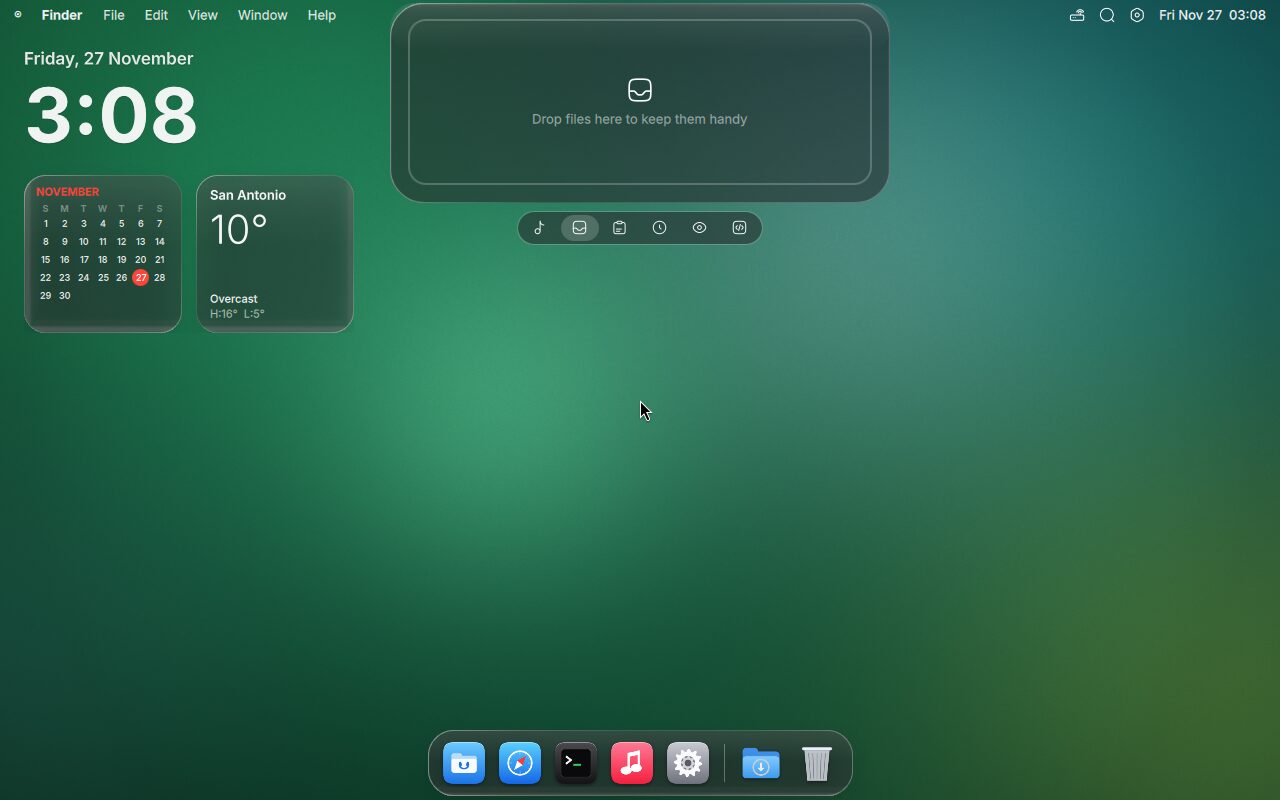 Finder File Edit View Window Help
Fri Nov 27 03:08
Friday, 27 November
3:08
NOVEMBER
S M T W T F S
1 2 3 4 5 6 7
8 9 10 11 12 13 14
15 16 17 18 19 20 21
22 23 24 25 26 27 28
29 30
San Antonio
10°
Overcast
H:16° L:5°
Drop files here to keep them handy